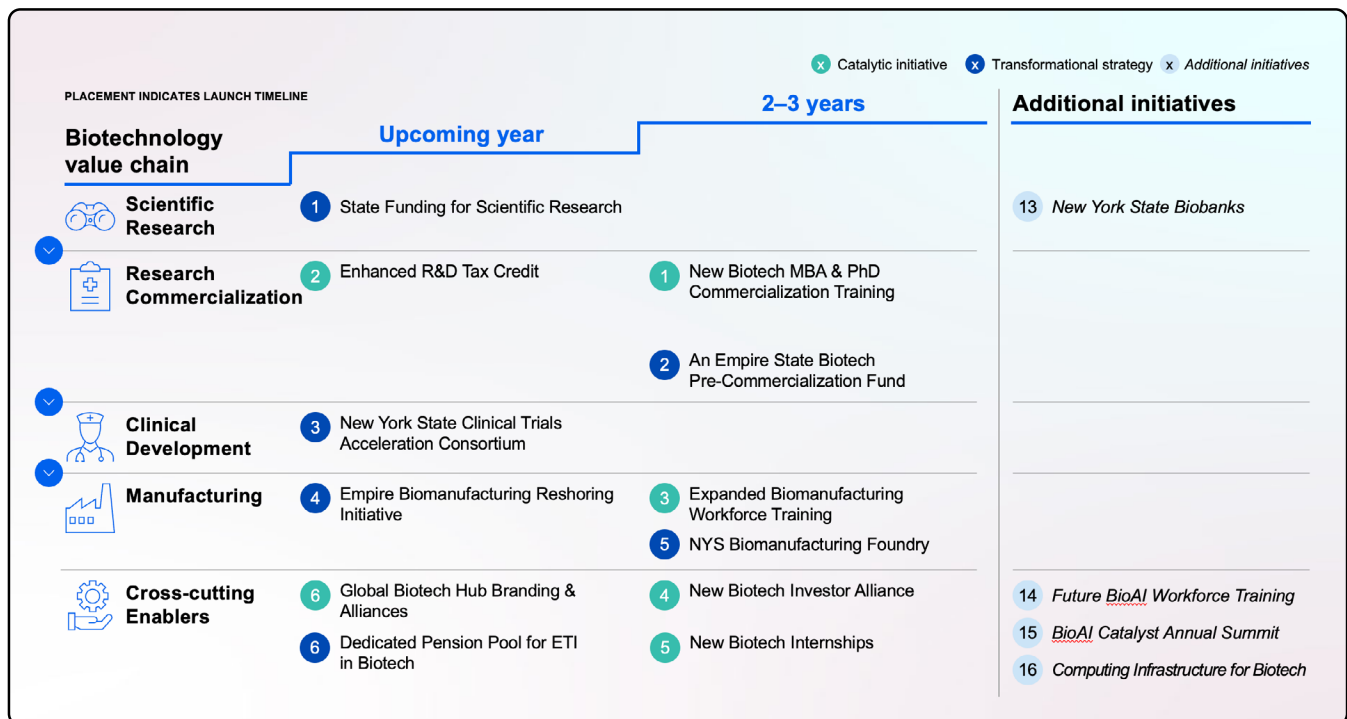 x Catalytic initiative x Transformational strategy x Additional initiatives
PLACEMENT INDICATES LAUNCH TIMELINE
Biotechnology
value chain
Upcoming year
2–3 years
Additional initiatives
Scientific
Research
1 State Funding for Scientific Research
13 New York State Biobanks
Research
Commercialization
2 Enhanced R&D Tax Credit
1 New Biotech MBA & PhD
Commercialization Training
2 An Empire State Biotech
Pre-Commercialization Fund
Clinical
Development
3 New York State Clinical Trials
Acceleration Consortium
Manufacturing
4 Empire Biomanufacturing Reshoring
Initiative
3 Expanded Biomanufacturing
Workforce Training
5 NYS Biomanufacturing Foundry
Cross-cutting
Enablers
6 Global Biotech Hub Branding &
Alliances
6 Dedicated Pension Pool for ETI
in Biotech
4 New Biotech Investor Alliance
5 New Biotech Internships
14 Future BioAI Workforce Training
15 BioAI Catalyst Annual Summit
16 Computing Infrastructure for Biotech